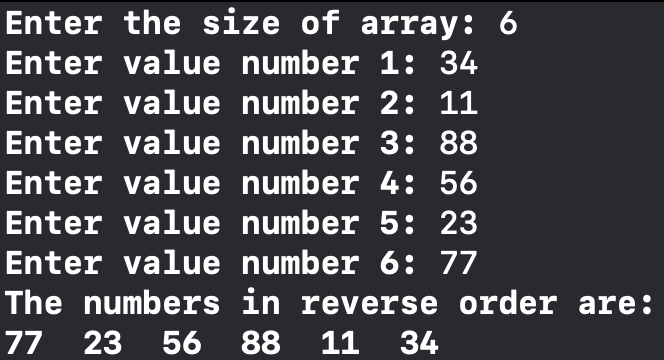 Enter the size of array: 6
Enter value number 1: 34
Enter value number 2: 11
Enter value number 3: 88
Enter value number 4: 56
Enter value number 5: 23
Enter value number 6: 77
The numbers in reverse order are:
77  23  56  88  11  34